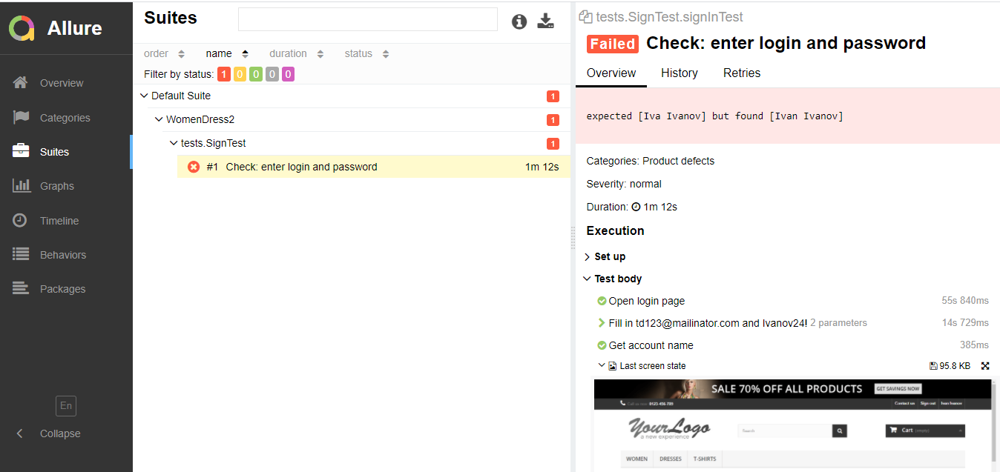 Allure
Overview
Categories
Suites
Graphs
Timeline
Behaviors
Packages
En
Collapse
Suites
order name duration status
Filter by status: 1 0 0 0 0
Default Suite 1
WomenDress2 1
tests.SignTest 1
#1 Check: enter login and password 1m 12s
tests.SignTest.signInTest
Failed Check: enter login and password
Overview History Retries
expected [Iva Ivanov] but found [Ivan Ivanov]
Categories: Product defects
Severity: normal
Duration: 1m 12s
Execution
Set up
Test body
Open login page 55s 840ms
Fill in td123@mailinator.com and Ivanov24! 2 parameters 14s 729ms
Get account name 385ms
Last screen state 95.8 KB
SALE 70% OFF ALL PRODUCTS GET SAVINGS NOW
Call us now: 0123-456-789 Contact us Sign out Ivan Ivanov
YourLogo
a new experience
Search
Cart (empty)
WOMEN DRESSES T-SHIRTS